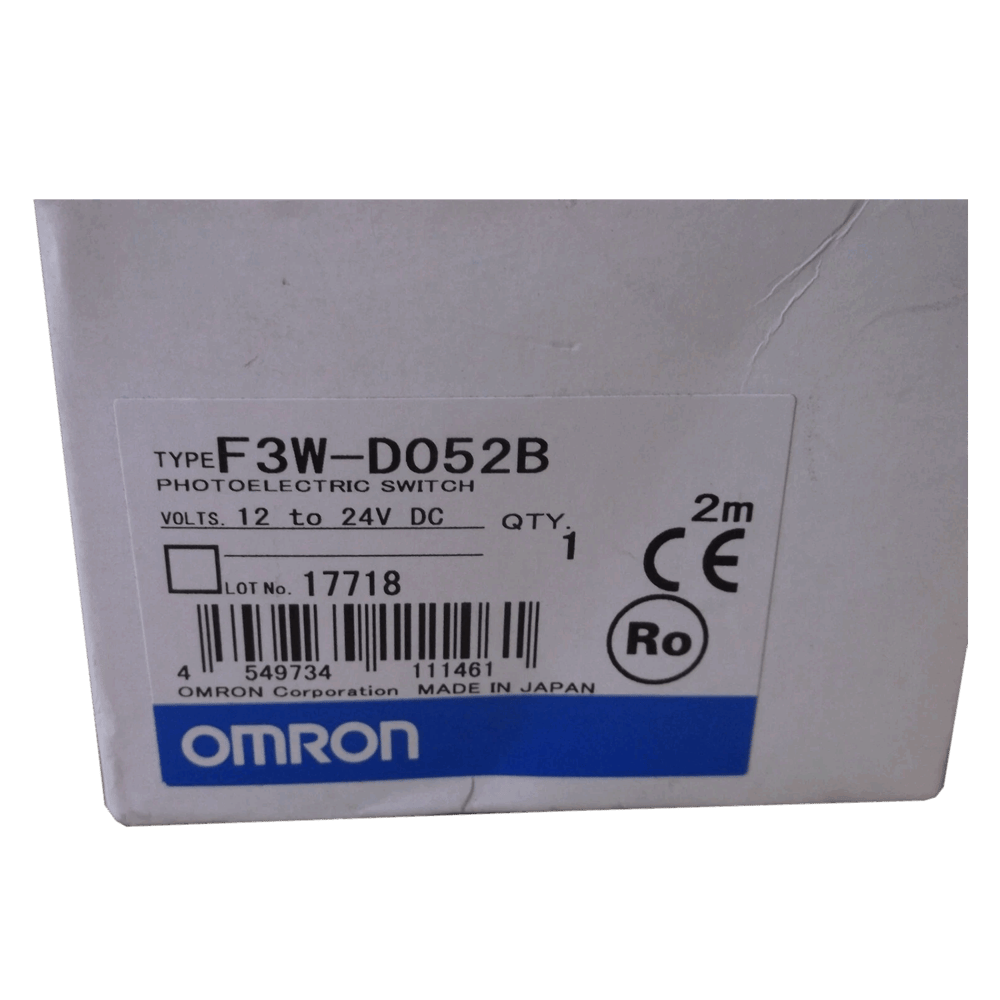 TYPE F3W-D052B
PHOTOELECTRIC SWITCH
VOLTS. 12 to 24V DC
QTY. 1
2m
CE
LOT No. 17718
Ro
4 549734 111461
OMRON Corporation MADE IN JAPAN
OMRON